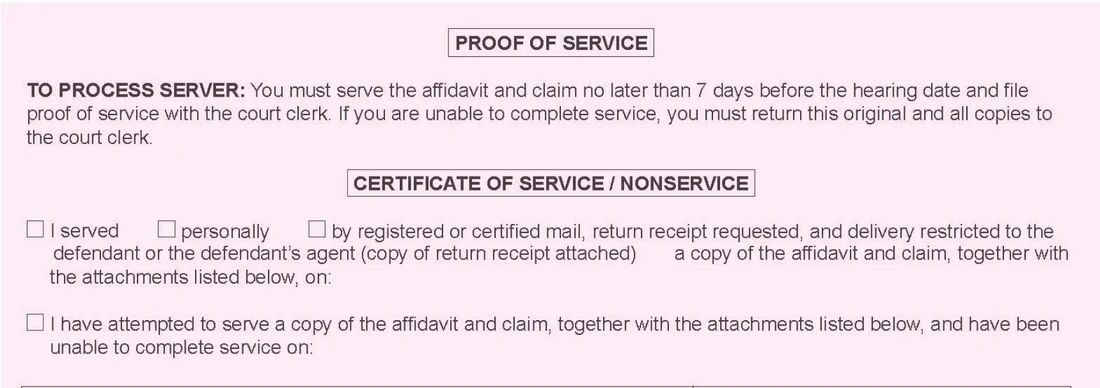 PROOF OF SERVICE
TO PROCESS SERVER: You must serve the affidavit and claim no later than 7 days before the hearing date and file
proof of service with the court clerk. If you are unable to complete service, you must return this original and all copies to
the court clerk.
CERTIFICATE OF SERVICE / NONSERVICE
☐ I served ☐ personally ☐ by registered or certified mail, return receipt requested, and delivery restricted to the
defendant or the defendant's agent (copy of return receipt attached) a copy of the affidavit and claim, together with
the attachments listed below, on:
☐ I have attempted to serve a copy of the affidavit and claim, together with the attachments listed below, and have been
unable to complete service on: